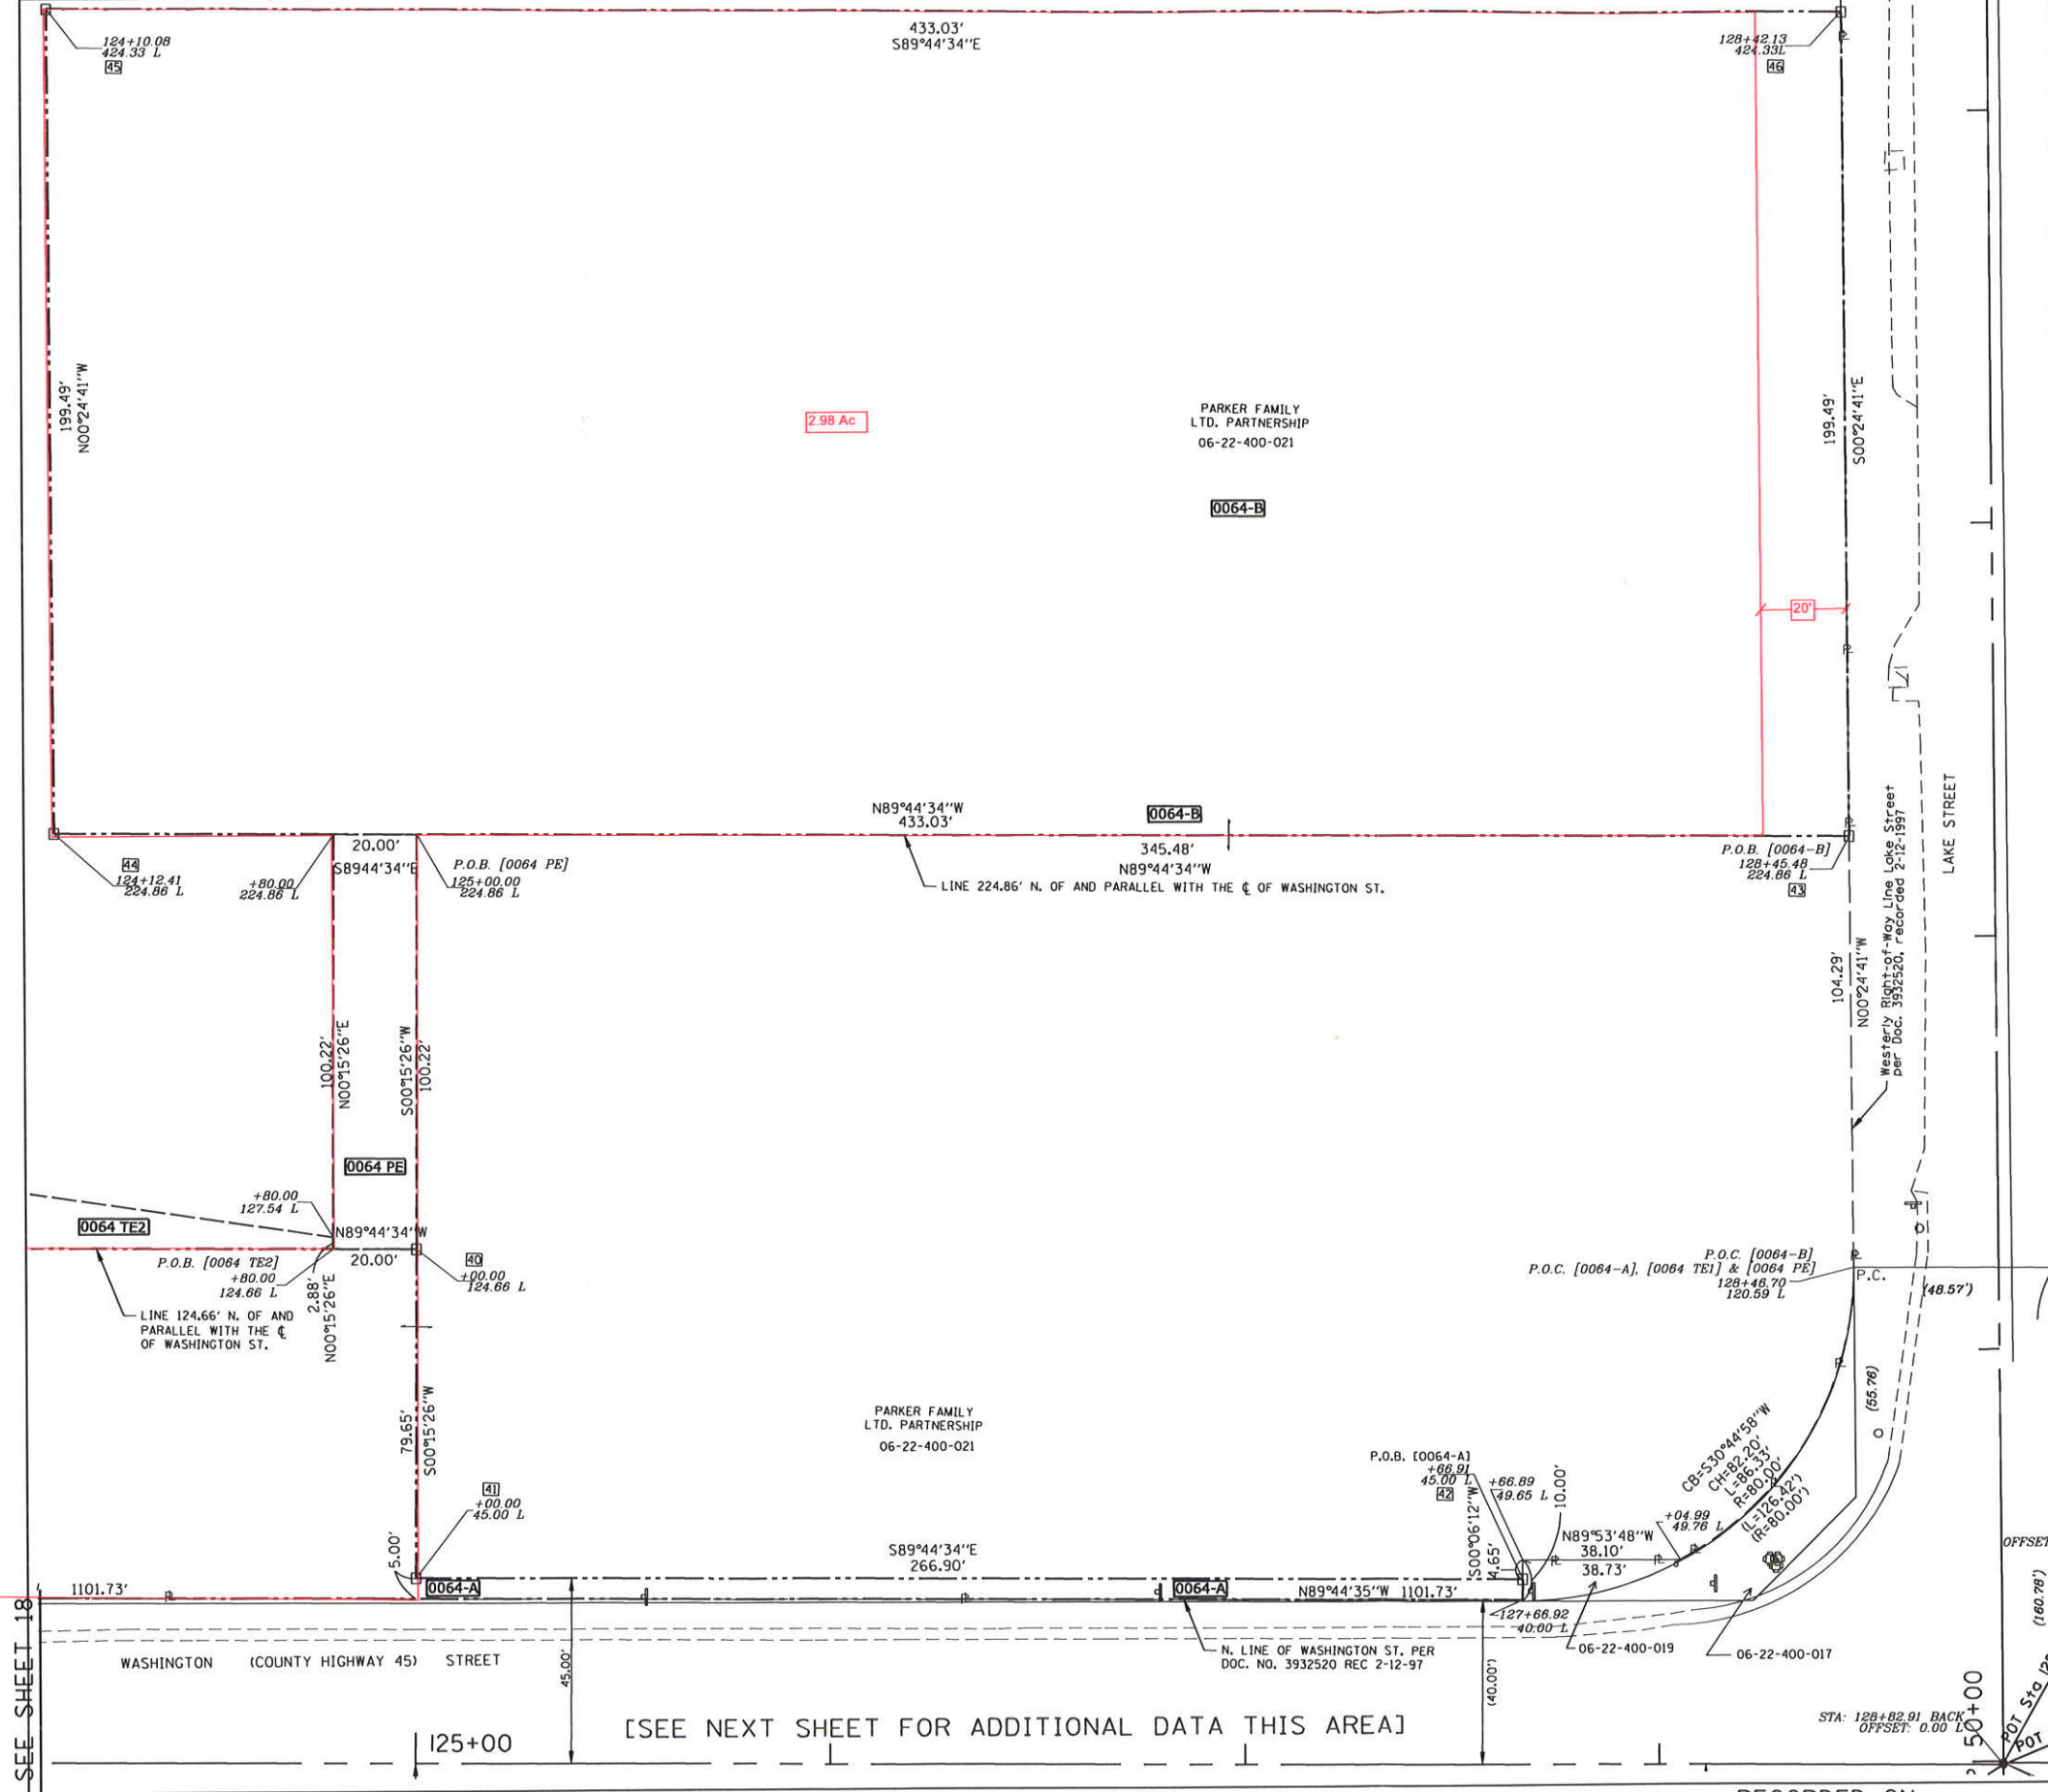 433.03'
S89°44'34''E
124+10.08
424.33 L
45
128+42.13
424.33L
46
199.49'
N00°24'41''W
2.98 Ac
PARKER FAMILY
LTD. PARTNERSHIP
06-22-400-021
0064-B
199.49'
S00°24'41''E
20'
N89°44'34''W
433.03'
0064-B
20.00'
S8944'34''E
P.O.B. [0064 PE]
125+00.00
224.86 L
44
124+12.41
224.86 L
+80.00
224.86 L
345.48'
N89°44'34''W
LINE 224.86' N. OF AND PARALLEL WITH THE ℄ OF WASHINGTON ST.
P.O.B. [0064-B]
128+45.48
224.86 L
43
LAKE STREET
Westerly Right-of-Way Line Lake Street
per Doc. 3932520, recorded 2-12-1997
104.29'
N00°24'41''W
100.22'
N00°15'26''E
S00°15'26''W
100.22'
0064 PE
+80.00
127.54 L
0064 TE2
N89°44'34''W
20.00'
P.O.B. [0064 TE2]
+80.00
124.66 L
40
+00.00
124.66 L
2.88'
N00°15'26''E
LINE 124.66' N. OF AND
PARALLEL WITH THE ℄
OF WASHINGTON ST.
P.O.C. [0064-B]
P.O.C. [0064-A], [0064 TE1] & [0064 PE]
128+46.70
120.59 L
P.C.
(48.57')
(55.76)
79.65'
S00°15'26''W
PARKER FAMILY
LTD. PARTNERSHIP
06-22-400-021
41
+00.00
45.00 L
5.00'
P.O.B. [0064-A]
+66.91
45.00 L
42
+66.89
49.65 L
10.00'
S00°06'12''W
4.65'
CB=S30°44'58''W
CH=82.20'
L=86.33'
R=80.00'
(L=126.42')
(R=80.00')
+04.99
49.76 L
N89°53'48''W
38.10'
38.73'
S89°44'34''E
266.90'
1101.73'
0064-A
0064-A
N89°44'35''W 1101.73'
127+66.92
40.00 L
06-22-400-019
06-22-400-017
N. LINE OF WASHINGTON ST. PER
DOC. NO. 3932520 REC 2-12-97
WASHINGTON (COUNTY HIGHWAY 45) STREET
45.00'
(40.00')
SEE SHEET 18
[SEE NEXT SHEET FOR ADDITIONAL DATA THIS AREA]
125+00
STA: 128+82.91 BACK
OFFSET: 0.00 L
50+00
OFFSET
(160.78')
POT Sta
POT